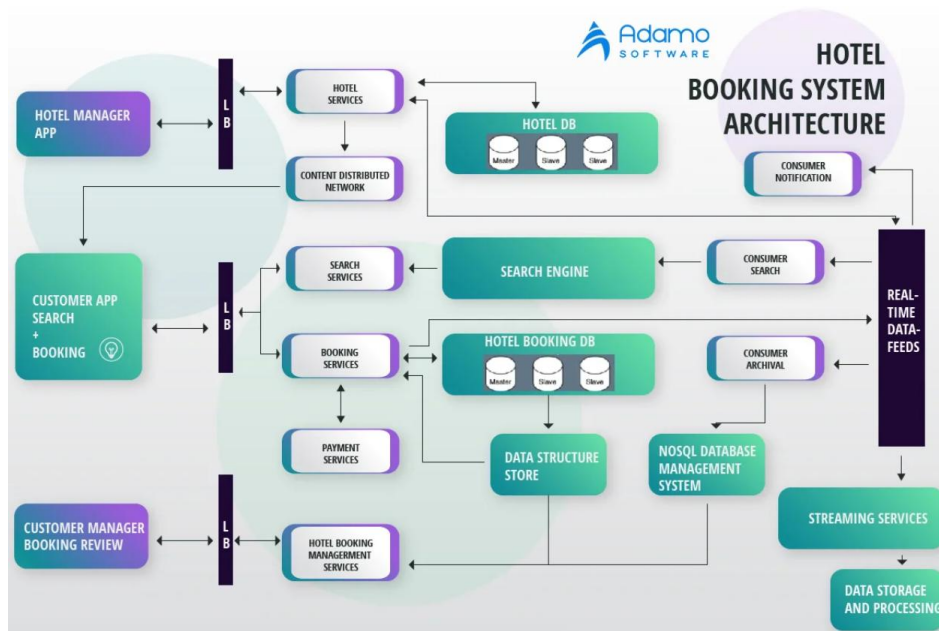 Adamo
SOFTWARE
HOTEL
BOOKING SYSTEM
ARCHITECTURE
HOTEL MANAGER
APP
L
B
HOTEL
SERVICES
HOTEL DB
Master
Slave
Slave
CONTENT DISTRIBUTED
NETWORK
CONSUMER
NOTIFICATION
CUSTOMER APP
SEARCH
+
BOOKING
L
B
SEARCH
SERVICES
SEARCH ENGINE
CONSUMER
SEARCH
REAL-
TIME
DATA-
FEEDS
BOOKING
SERVICES
HOTEL BOOKING DB
Master
Slave
Slave
CONSUMER
ARCHIVAL
PAYMENT
SERVICES
DATA STRUCTURE
STORE
NOSQL DATABASE
MANAGEMENT
SYSTEM
STREAMING SERVICES
CUSTOMER MANAGER
BOOKING REVIEW
L
B
HOTEL BOOKING
MANAGERMENT
SERVICES
DATA STORAGE
AND PROCESSING